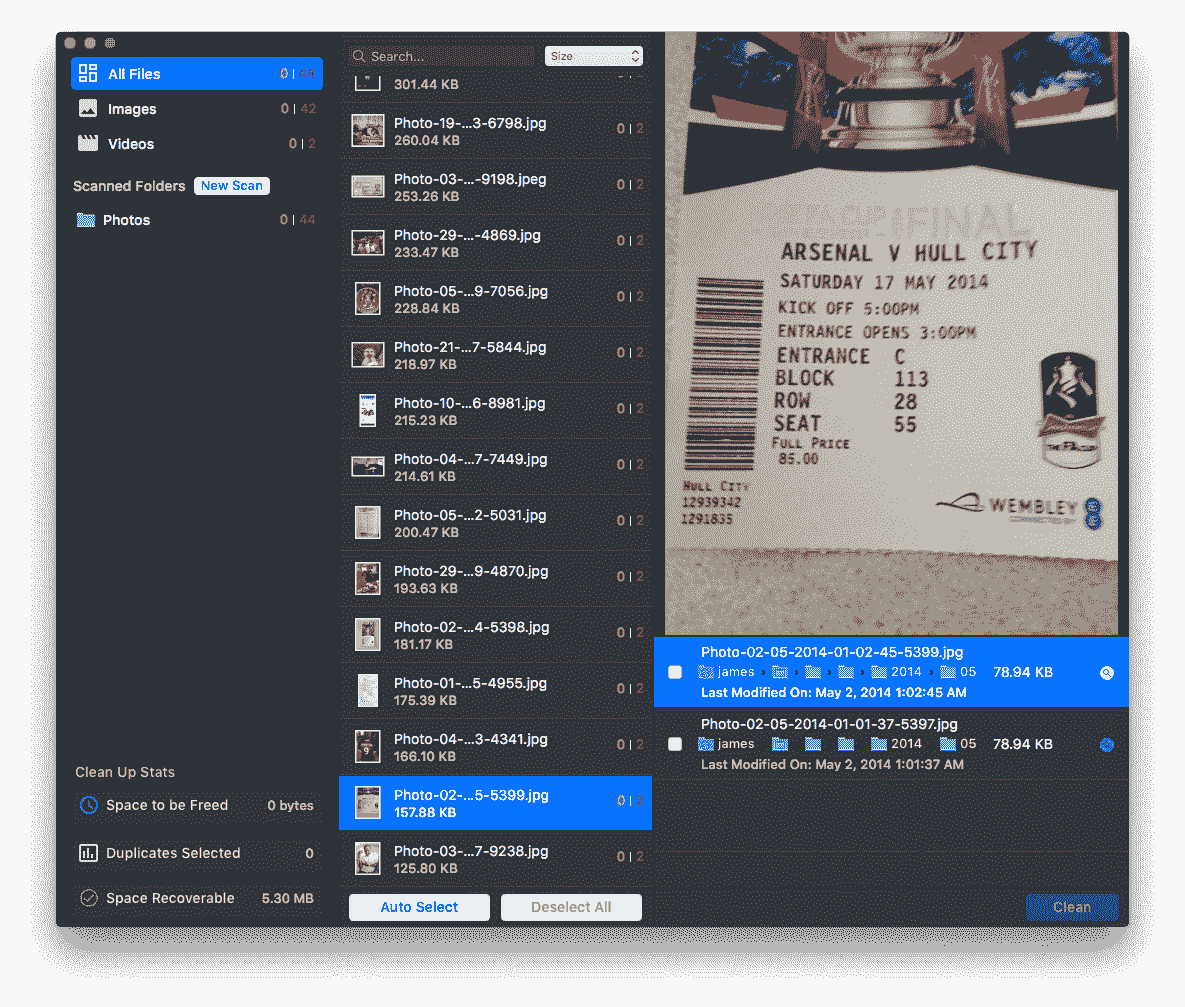 All Files 0 | 44
Images 0 | 42
Videos 0 | 2
Scanned Folders New Scan
Photos 0 | 44
Clean Up Stats
Space to be Freed 0 bytes
Duplicates Selected 0
Space Recoverable 5.30 MB
Search... Size
301.44 KB
Photo-19-...3-6798.jpg 0 | 2
260.04 KB
Photo-03-...-9198.jpeg 0 | 2
253.26 KB
Photo-29-...-4869.jpg 0 | 2
233.47 KB
Photo-05-...9-7056.jpg 0 | 2
228.84 KB
Photo-21-...7-5844.jpg 0 | 2
218.97 KB
Photo-10-...6-8981.jpg 0 | 2
215.23 KB
Photo-04-...7-7449.jpg 0 | 2
214.61 KB
Photo-05-...2-5031.jpg 0 | 2
200.47 KB
Photo-29-...9-4870.jpg 0 | 2
193.63 KB
Photo-02-...4-5398.jpg 0 | 2
181.17 KB
Photo-01-...5-4955.jpg 0 | 2
175.39 KB
Photo-04-...3-4341.jpg 0 | 2
166.10 KB
Photo-02-...5-5399.jpg 0 | 2
157.88 KB
Photo-03-...7-9238.jpg 0 | 2
125.80 KB
Auto Select Deselect All
FINAL
ARSENAL V HULL CITY
SATURDAY 17 MAY 2014
KICK OFF 5:00PM
ENTRANCE OPENS 3:00PM
ENTRANCE C
BLOCK 113
ROW 28
SEAT 55
FULL PRICE
85.00
HULL CITY
12939342
1291835
WEMBLEY
Photo-02-05-2014-01-02-45-5399.jpg
james › › › › 2014 › 05 78.94 KB
Last Modified On: May 2, 2014 1:02:45 AM
Photo-02-05-2014-01-01-37-5397.jpg
james 2014 05 78.94 KB
Last Modified On: May 2, 2014 1:01:37 AM
Clean